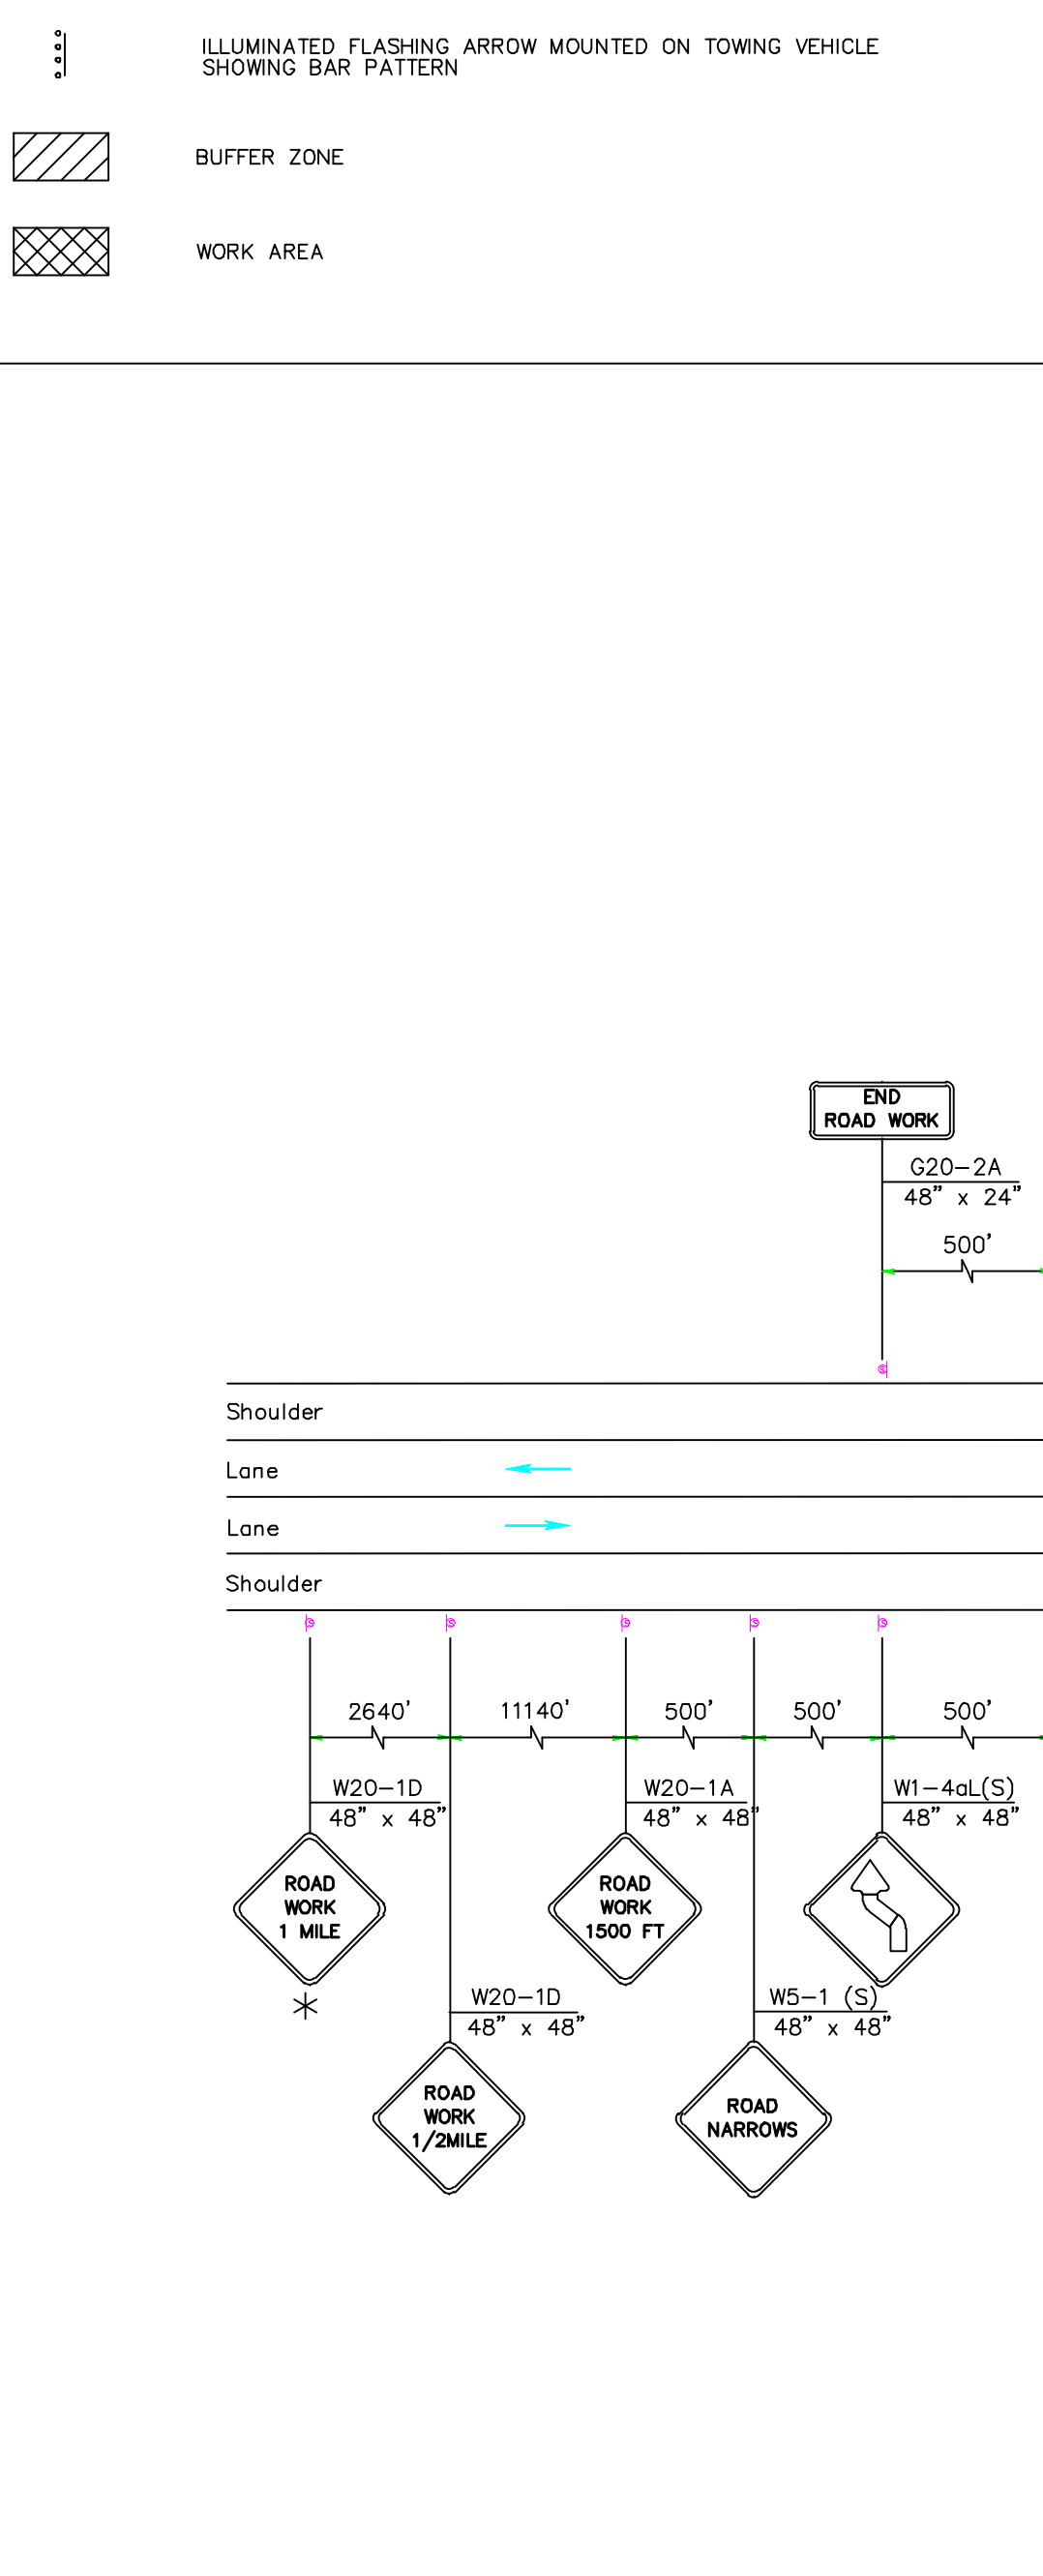 ILLUMINATED FLASHING ARROW MOUNTED ON TOWING VEHICLE
SHOWING BAR PATTERN
BUFFER ZONE
WORK AREA
END
ROAD WORK
G20-2A
48" x 24"
500'
Shoulder
Lane
Lane
Shoulder
2640'
11140'
500'
500'
500'
W20-1D
48" x 48"
W20-1A
48" x 48"
W1-4aL(S)
48" x 48"
ROAD
WORK
1 MILE
ROAD
WORK
1500 FT
W20-1D
48" x 48"
W5-1 (S)
48" x 48"
ROAD
WORK
1/2MILE
ROAD
NARROWS